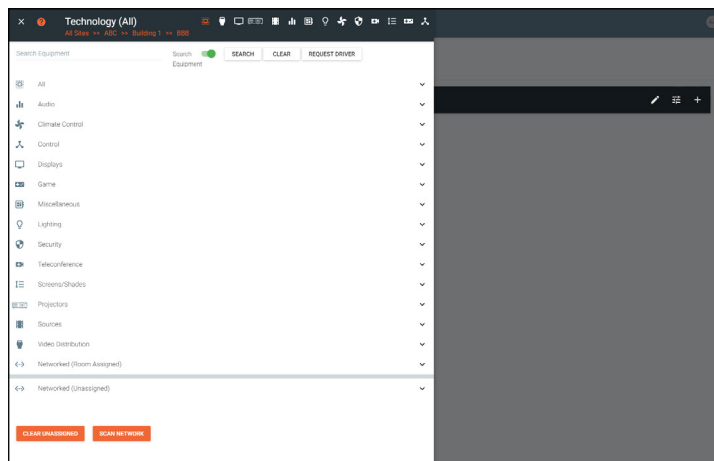 Technology (All)
All Sites >> ABC >> Building 1 >> BBB
Search Equipment
Search
Equipment
SEARCH
CLEAR
REQUEST DRIVER
All
Audio
Climate Control
Control
Displays
Game
Miscellaneous
Lighting
Security
Teleconference
Screens/Shades
Projectors
Sources
Video Distribution
Networked (Room Assigned)
Networked (Unassigned)
CLEAR UNASSIGNED
SCAN NETWORK